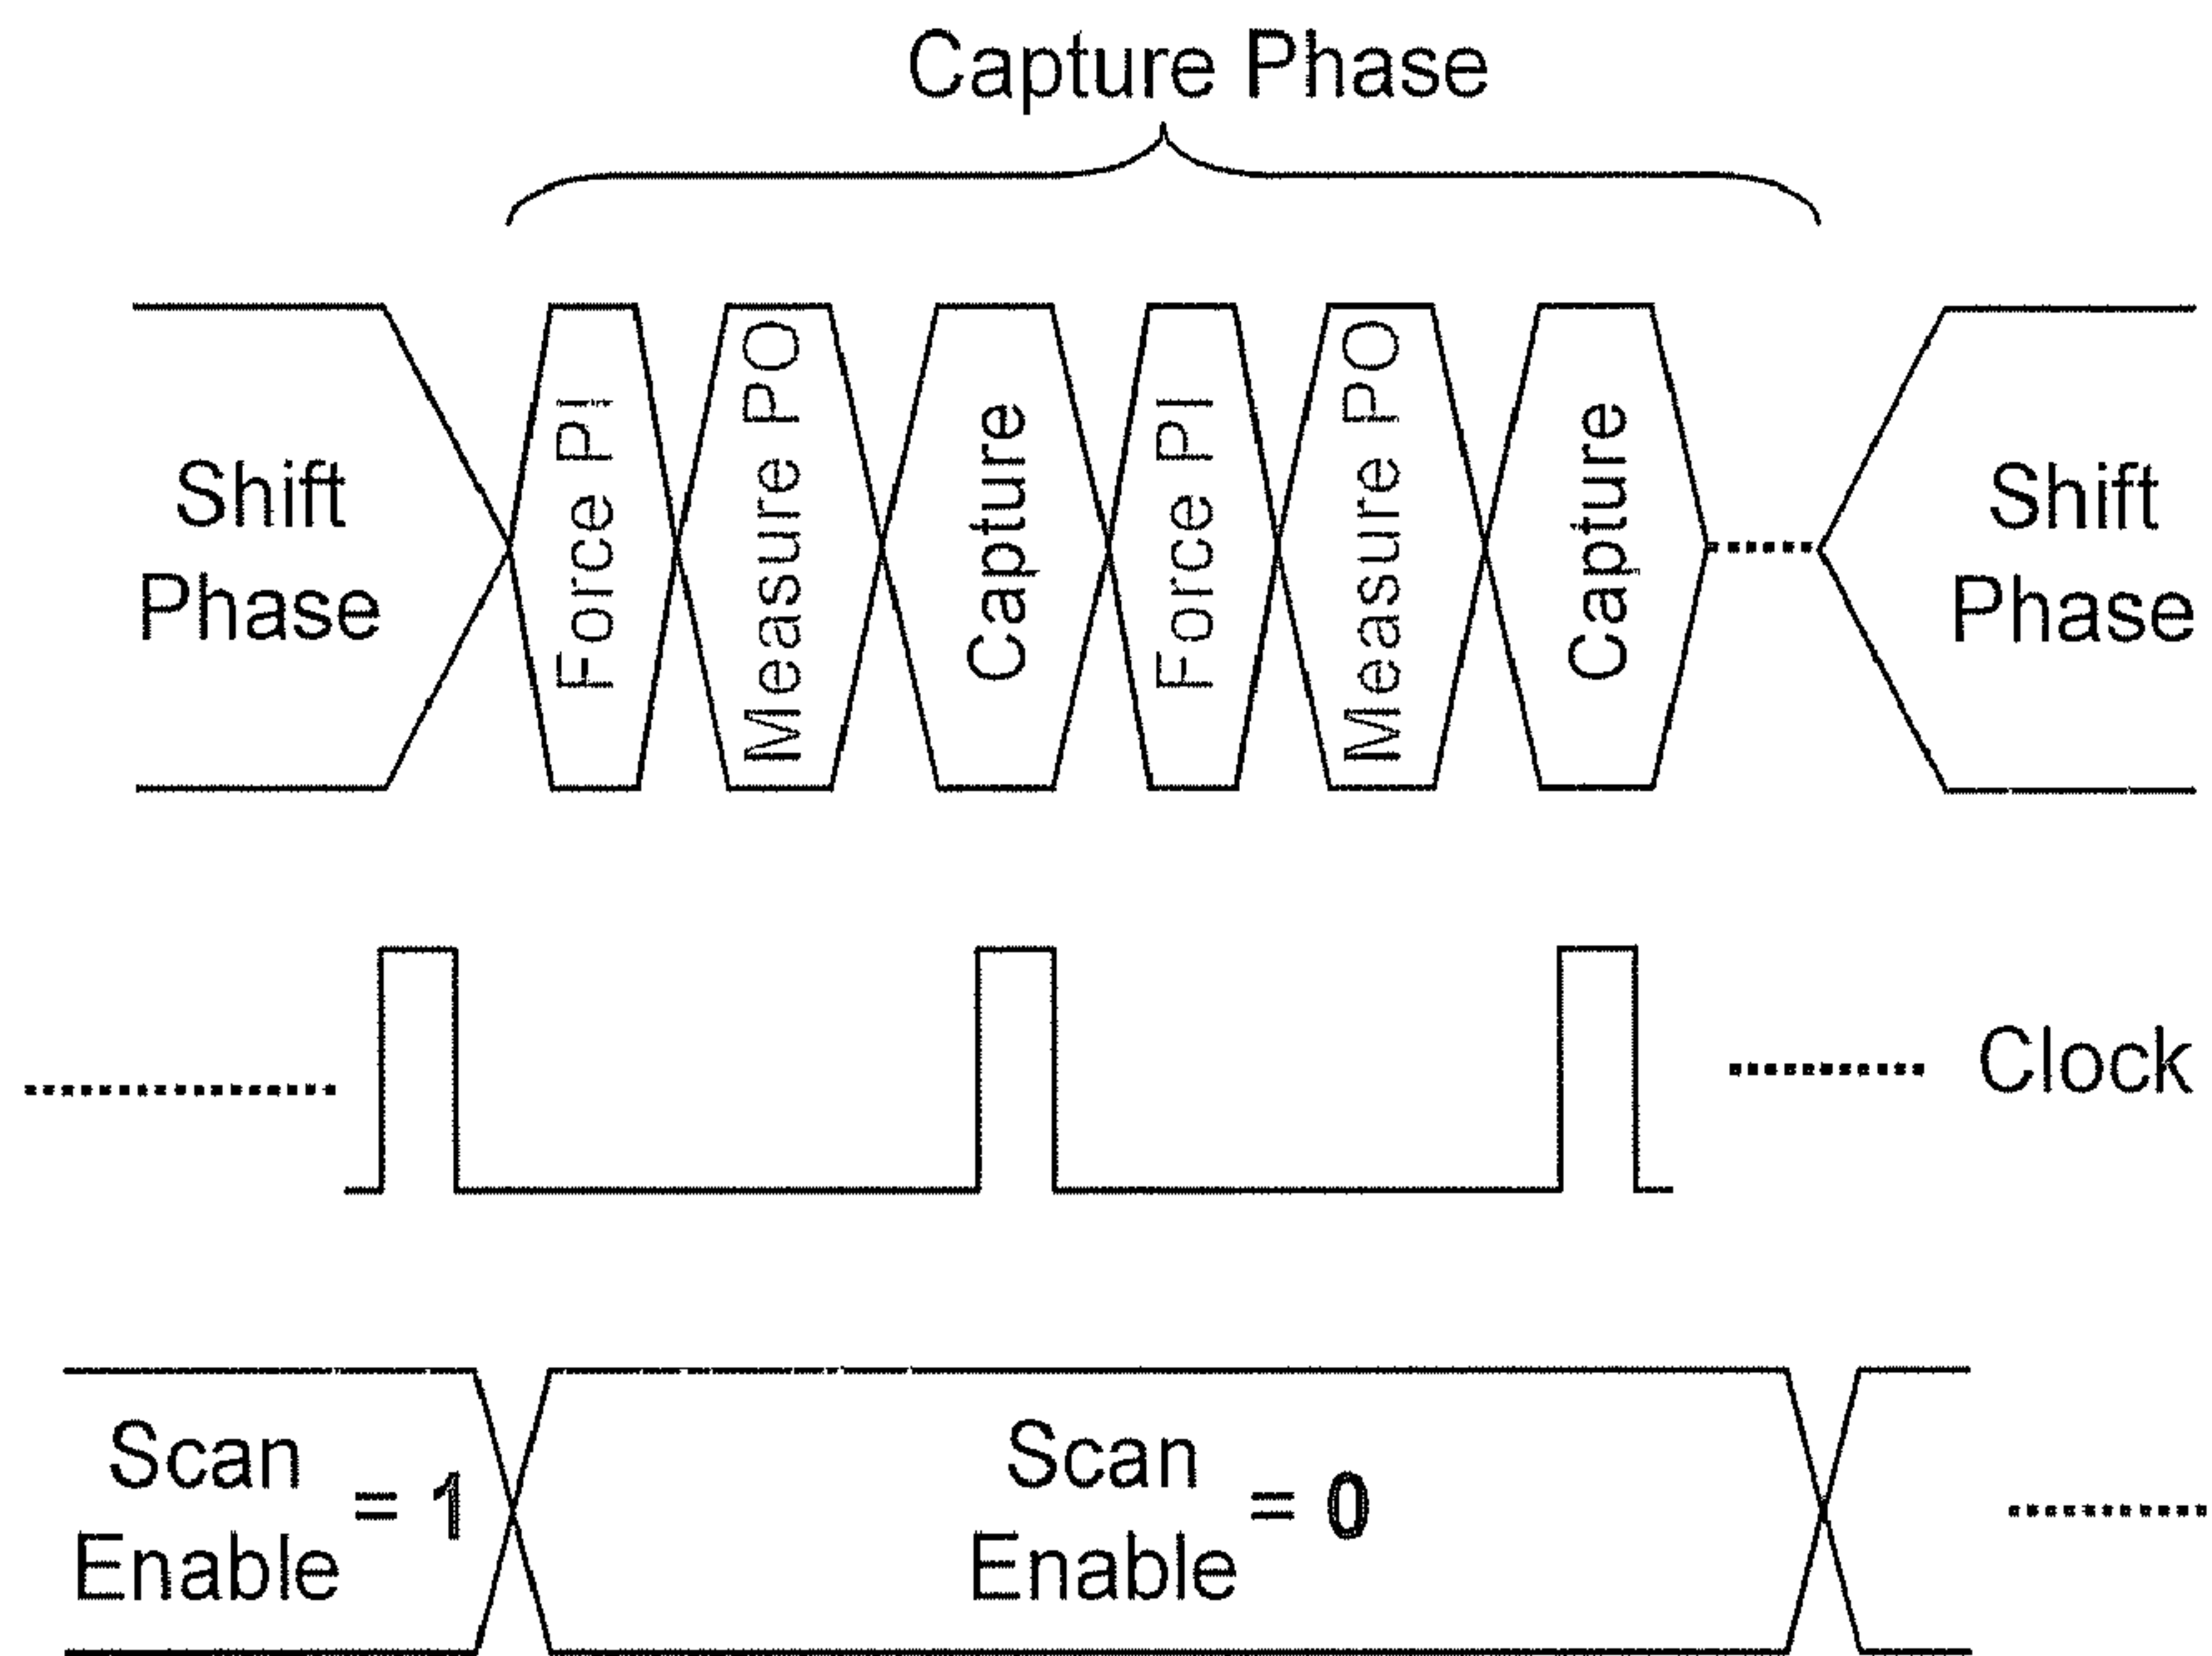 Capture Phase
Shift
Phase
Force PI
Measure PO
Capture
Force PI
Measure PO
Capture
Shift
Phase
Clock
Scan
Enable
= 1
Scan
Enable
= 0